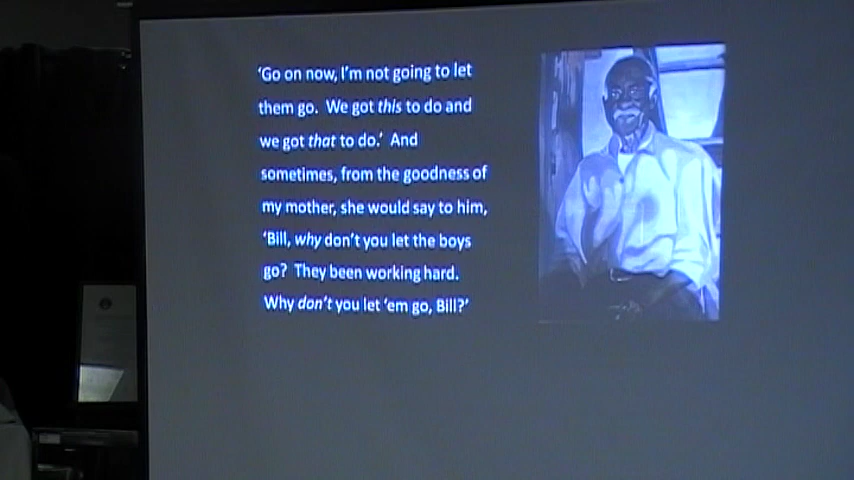 ‘Go on now, I’m not going to let
them go. We got this to do and
we got that to do.’ And
sometimes, from the goodness of
my mother, she would say to him,
‘Bill, why don’t you let the boys
go? They been working hard.
Why don’t you let ‘em go, Bill?’